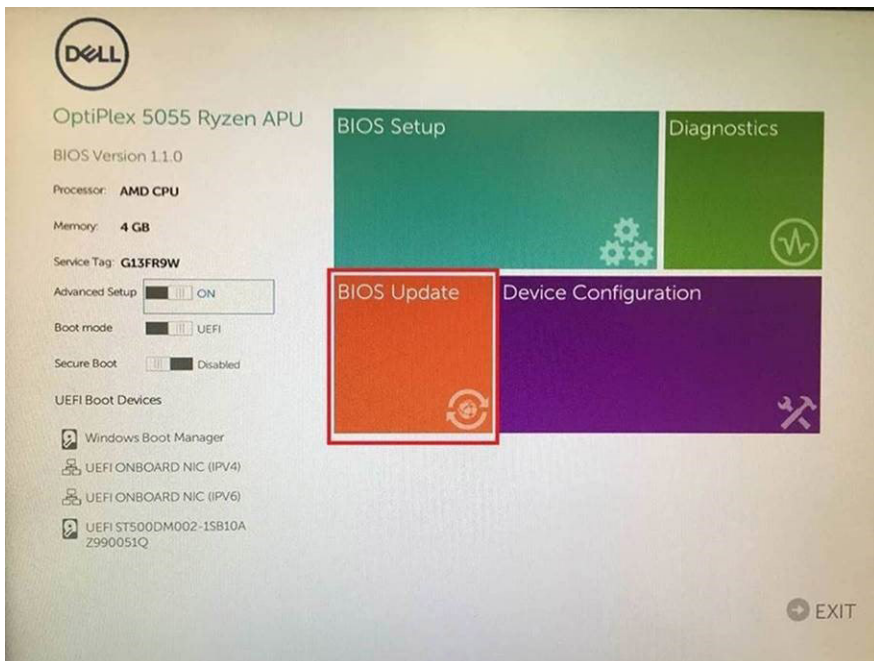 DELL
OptiPlex 5055 Ryzen APU
BIOS Version 1.1.0
Processor: AMD CPU
Memory: 4 GB
Service Tag: G13FR9W
Advanced Setup ON
Boot mode UEFI
Secure Boot Disabled
UEFI Boot Devices
Windows Boot Manager
UEFI ONBOARD NIC (IPV4)
UEFI ONBOARD NIC (IPV6)
UEFI ST500DM002-1SB10A
Z990051Q
BIOS Setup
Diagnostics
BIOS Update
Device Configuration
EXIT